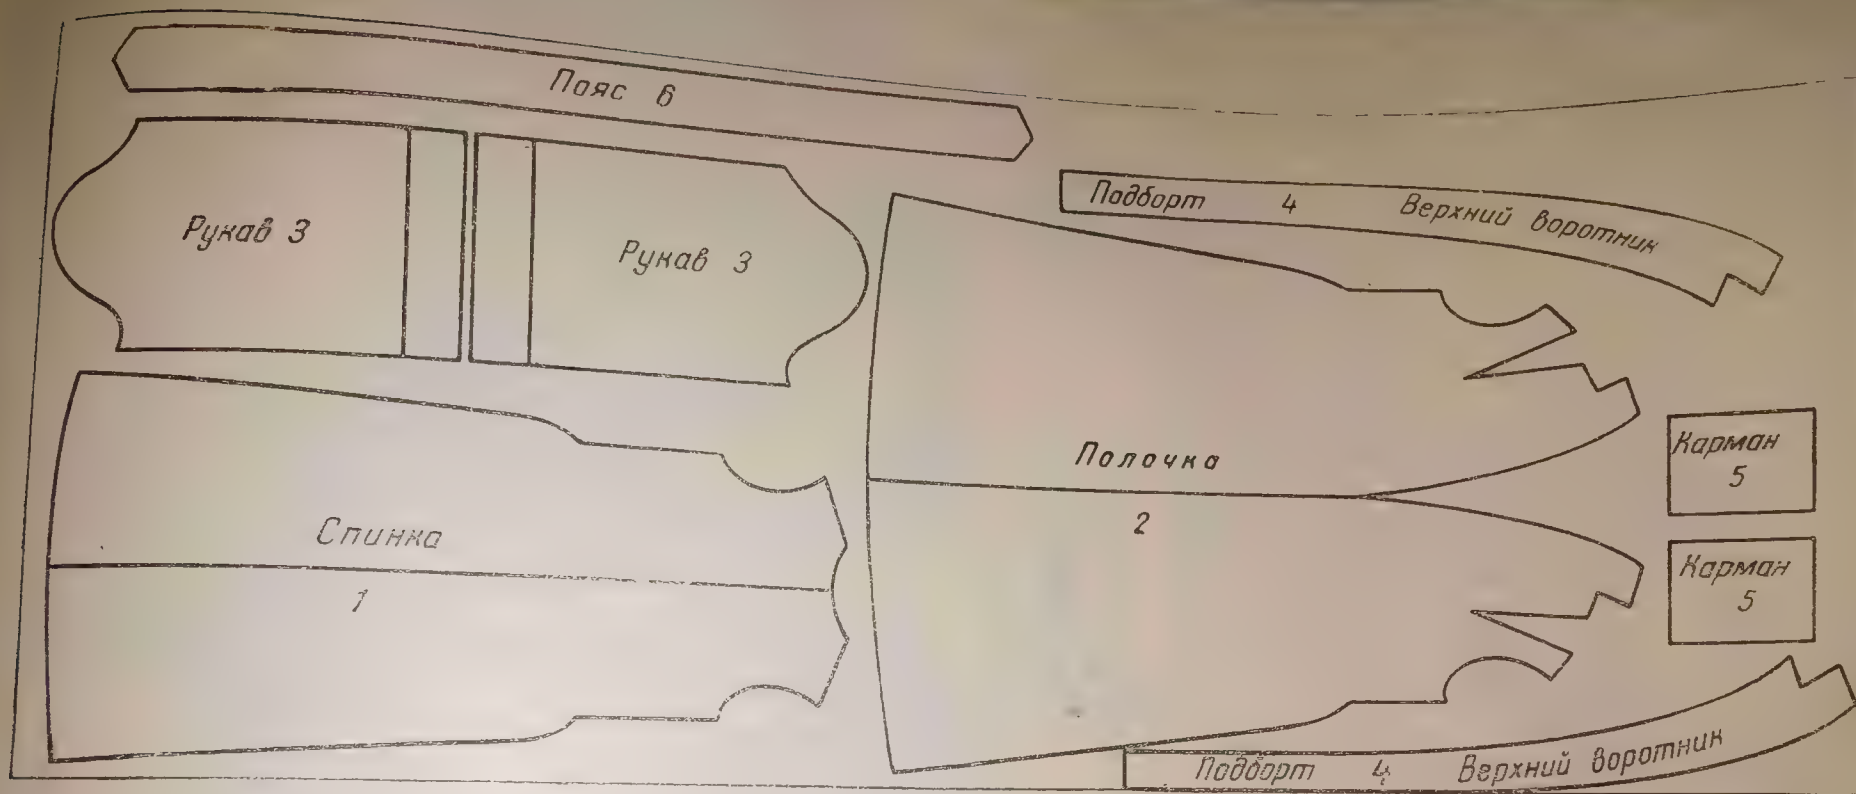 Пояс 6
Рукав 3
Рукав 3
Подборт 4 Верхний воротник
Полочка
2
Карман
5
Карман
5
Спинка
1
Подборт 4 Верхний воротник